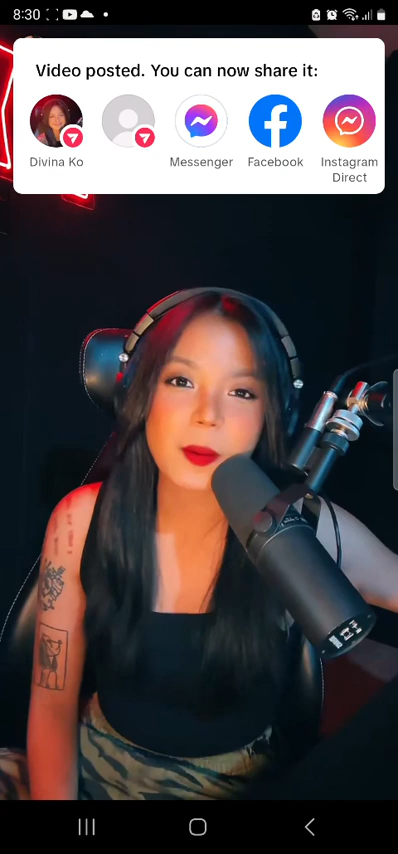 8:30
Video posted. You can now share it:
Divina Ko
Messenger
Facebook
Instagram
Direct